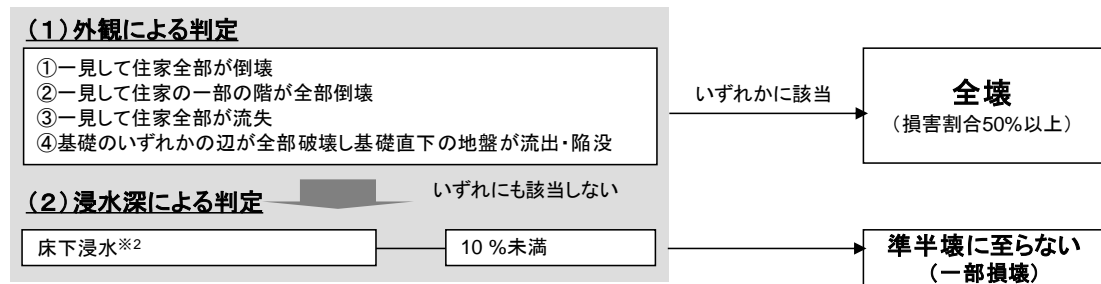 (1)外観による判定
①一見して住家全部が倒壊
②一見して住家の一部の階が全部倒壊
③一見して住家全部が流失
④基礎のいずれかの辺が全部破壊し基礎直下の地盤が流出・陥没
いずれかに該当
全壊
(損害割合50%以上)
いずれにも該当しない
(2)浸水深による判定
床下浸水※2
10 %未満
準半壊に至らない
(一部損壊)